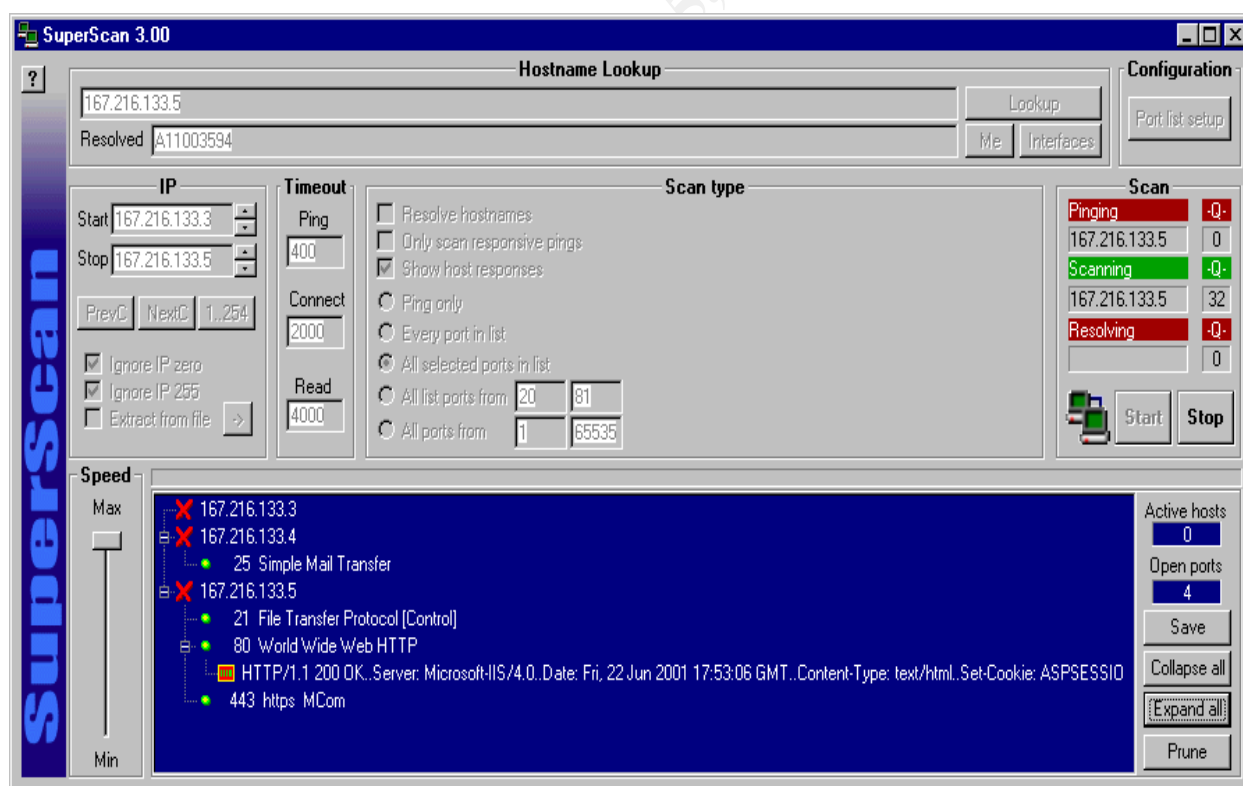 SuperScan 3.00
?
Hostname Lookup
Configuration
167.216.133.5
Lookup
Port list setup
Resolved A11003594
Me Interfaces
IP
Start 167.216.133.3
Stop 167.216.133.5
PrevC NextC 1..254
Ignore IP zero
Ignore IP 255
Extract from file ->
Timeout
Ping
400
Connect
2000
Read
4000
Scan type
Resolve hostnames
Only scan responsive pings
Show host responses
Ping only
Every port in list
All selected ports in list
All list ports from 20 81
All ports from 1 65535
Scan
Pinging -Q-
167.216.133.5 0
Scanning -Q-
167.216.133.5 32
Resolving -Q-
0
Start Stop
SuperScan
Speed
Max
Min
167.216.133.3
167.216.133.4
25 Simple Mail Transfer
167.216.133.5
21 File Transfer Protocol [Control]
80 World Wide Web HTTP
HTTP/1.1 200 OK..Server: Microsoft-IIS/4.0..Date: Fri, 22 Jun 2001 17:53:06 GMT..Content-Type: text/html..Set-Cookie: ASPSESSIO
443 https MCom
Active hosts
0
Open ports
4
Save
Collapse all
Expand all
Prune